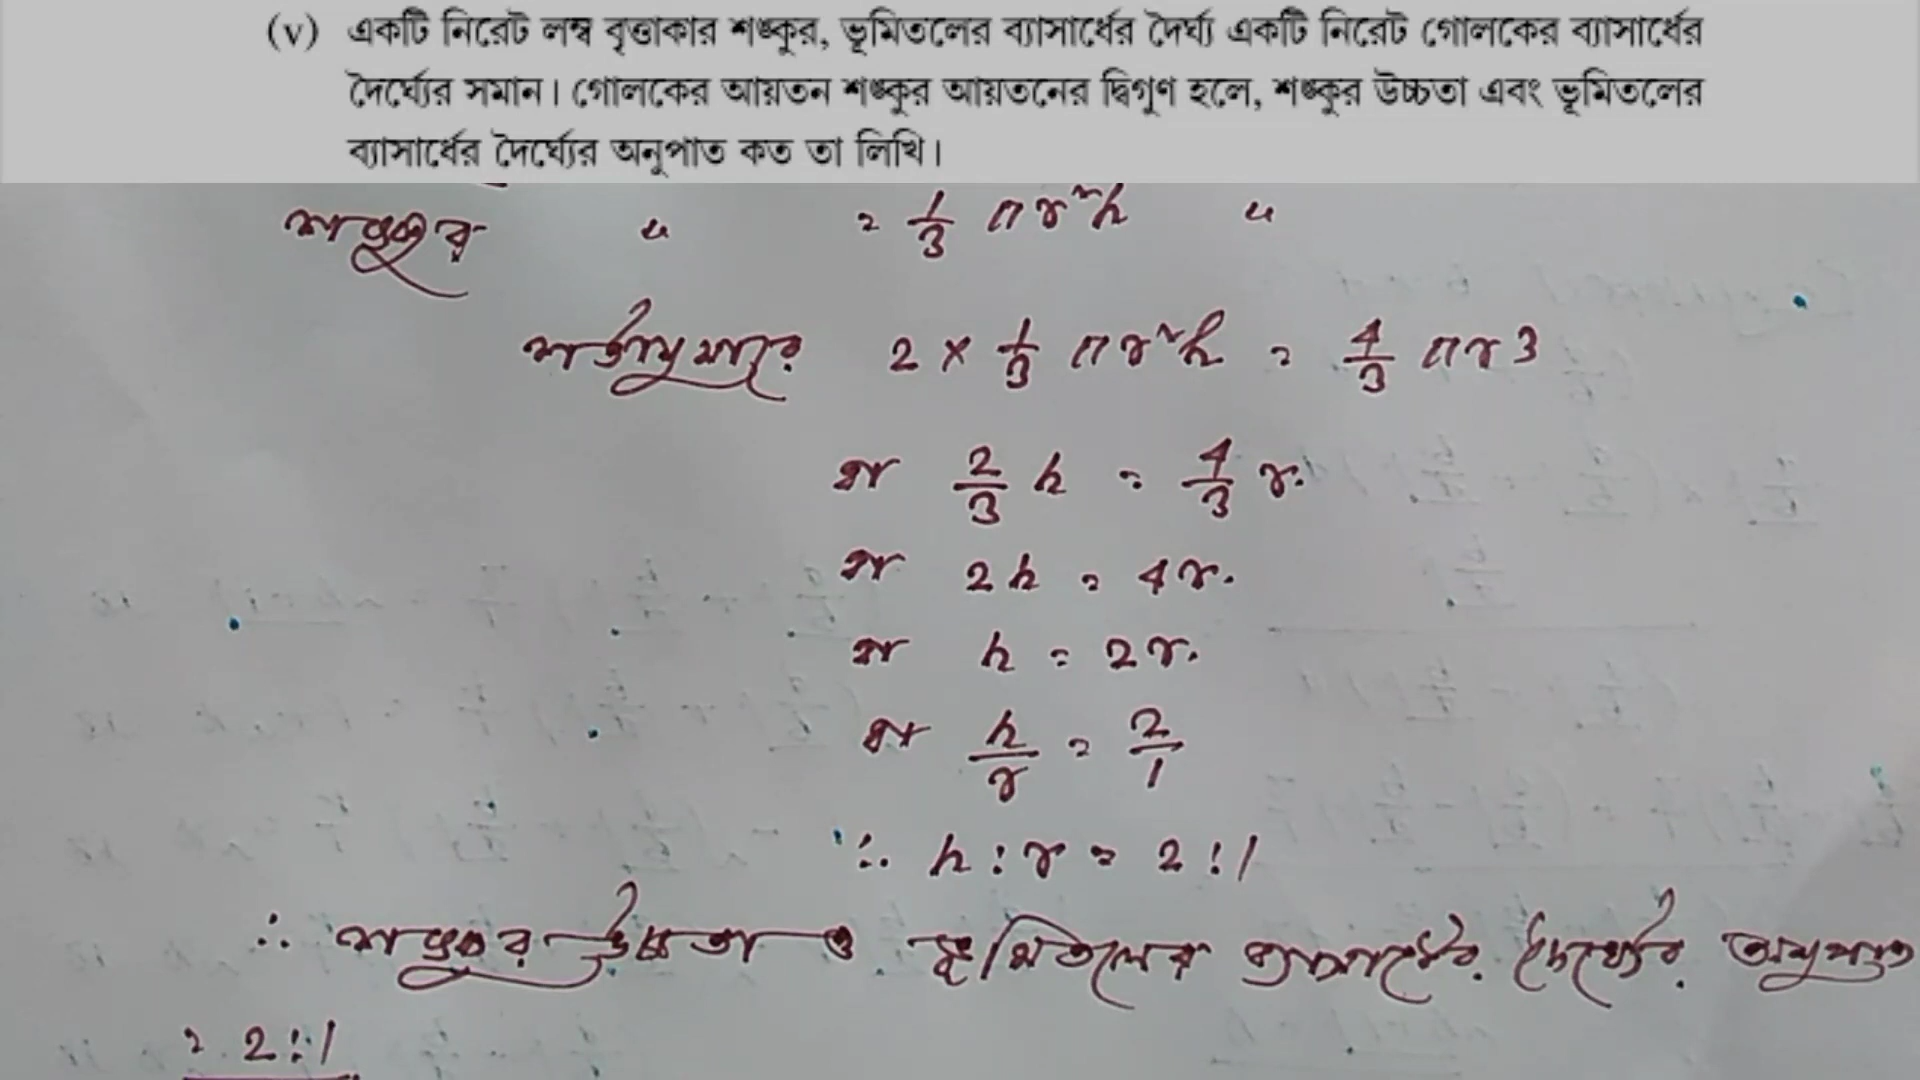 (v) একটি নিরেট লম্ব বৃত্তাকার শঙ্কুর, ভূমিতলের ব্যাসার্ধের দৈর্ঘ্য একটি নিরেট গোলকের ব্যাসার্ধের
দৈর্ঘ্যের সমান। গোলকের আয়তন শঙ্কুর আয়তনের দ্বিগুণ হলে, শঙ্কুর উচ্চতা এবং ভূমিতলের
ব্যাসার্ধের দৈর্ঘ্যের অনুপাত কত তা লিখি।
শঙ্কুর " = 1/3 πr²h "
শর্তানুসারে 2 × 1/3 πr²h = 4/3 πr3
বা 2/3 h = 4/3 r.
বা 2h = 4r.
বা h = 2r.
বা h/r = 2/1
∴ h : r = 2 : 1
∴ শঙ্কুর উচ্চতা ও ভূমিতলের ব্যাসার্ধের দৈর্ঘ্যের অনুপাত
= 2 : 1